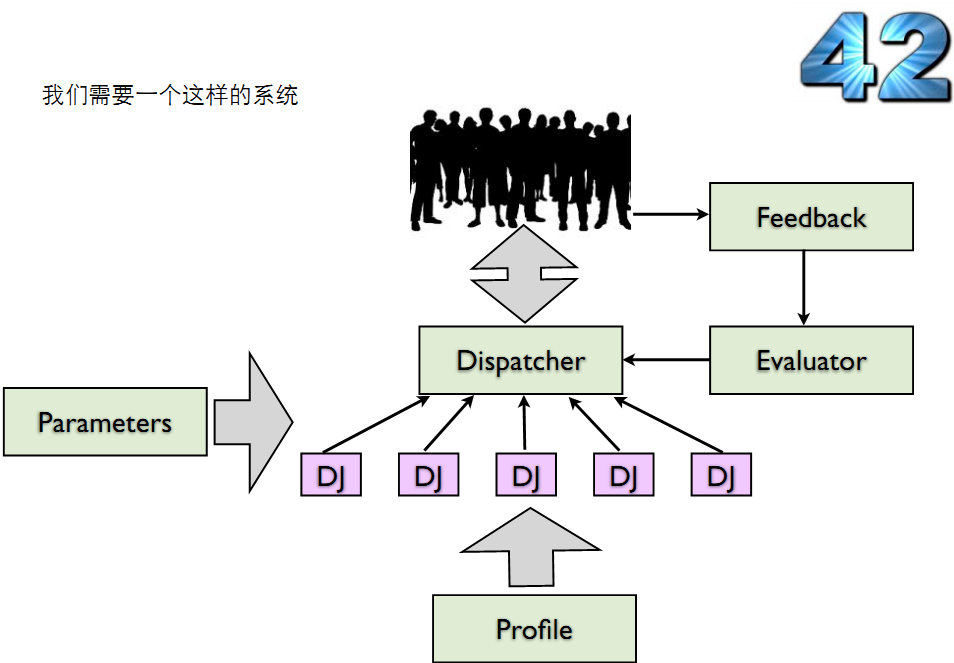 42
我们需要一个这样的系统
Feedback
Dispatcher
Evaluator
Parameters
DJ
DJ
DJ
DJ
DJ
Profile